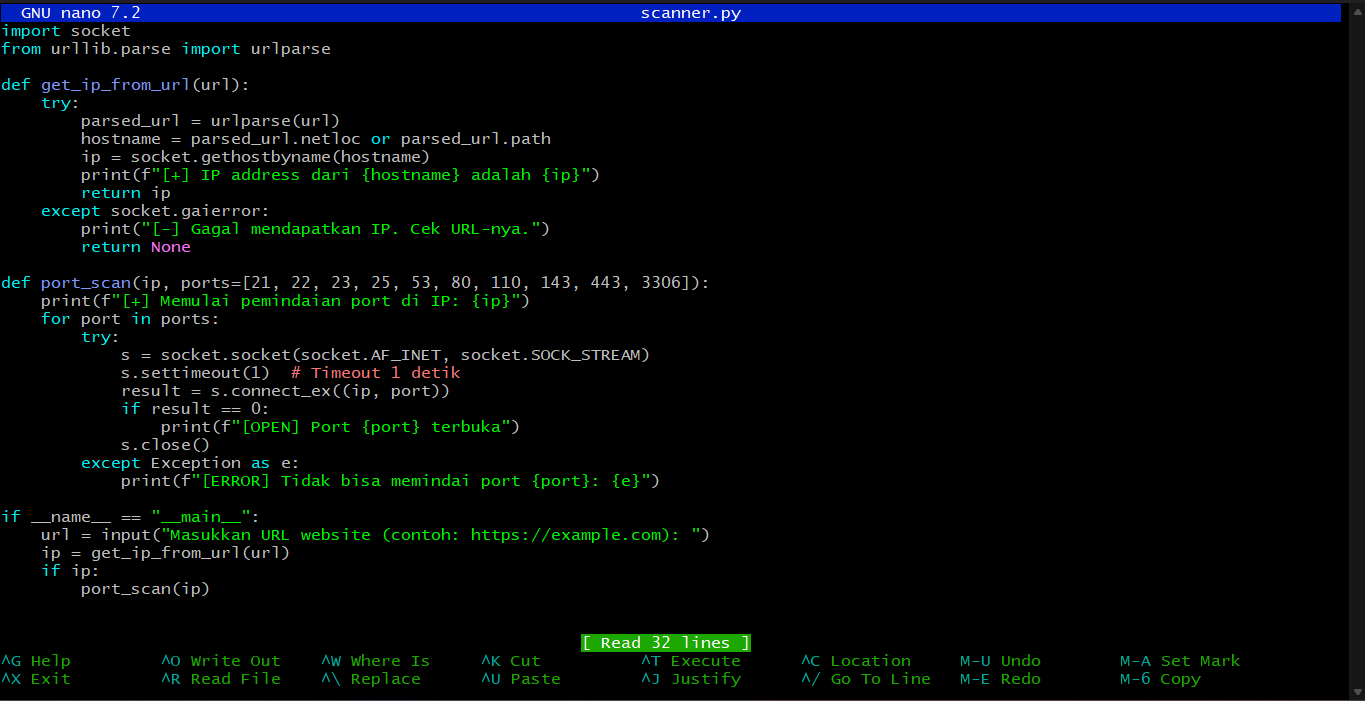 GNU nano 7.2 scanner.py
import socket
from urllib.parse import urlparse

def get_ip_from_url(url):
    try:
        parsed_url = urlparse(url)
        hostname = parsed_url.netloc or parsed_url.path
        ip = socket.gethostbyname(hostname)
        print(f"[+] IP address dari {hostname} adalah {ip}")
        return ip
    except socket.gaierror:
        print("[-] Gagal mendapatkan IP. Cek URL-nya.")
        return None

def port_scan(ip, ports=[21, 22, 23, 25, 53, 80, 110, 143, 443, 3306]):
    print(f"[+] Memulai pemindaian port di IP: {ip}")
    for port in ports:
        try:
            s = socket.socket(socket.AF_INET, socket.SOCK_STREAM)
            s.settimeout(1)  # Timeout 1 detik
            result = s.connect_ex((ip, port))
            if result == 0:
                print(f"[OPEN] Port {port} terbuka")
            s.close()
        except Exception as e:
            print(f"[ERROR] Tidak bisa memindai port {port}: {e}")

if __name__ == "__main__":
    url = input("Masukkan URL website (contoh: https://example.com): ")
    ip = get_ip_from_url(url)
    if ip:
        port_scan(ip)

[ Read 32 lines ]
^G Help ^O Write Out ^W Where Is ^K Cut ^T Execute ^C Location M-U Undo M-A Set Mark
^X Exit ^R Read File ^\ Replace ^U Paste ^J Justify ^/ Go To Line M-E Redo M-6 Copy